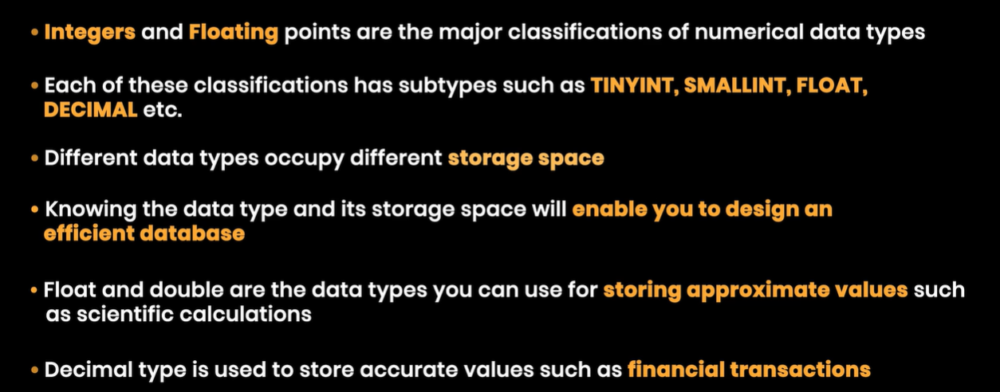 • Integers and Floating points are the major classifications of numerical data types
• Each of these classifications has subtypes such as TINYINT, SMALLINT, FLOAT,
DECIMAL etc.
• Different data types occupy different storage space
• Knowing the data type and its storage space will enable you to design an
efficient database
• Float and double are the data types you can use for storing approximate values such
as scientific calculations
• Decimal type is used to store accurate values such as financial transactions